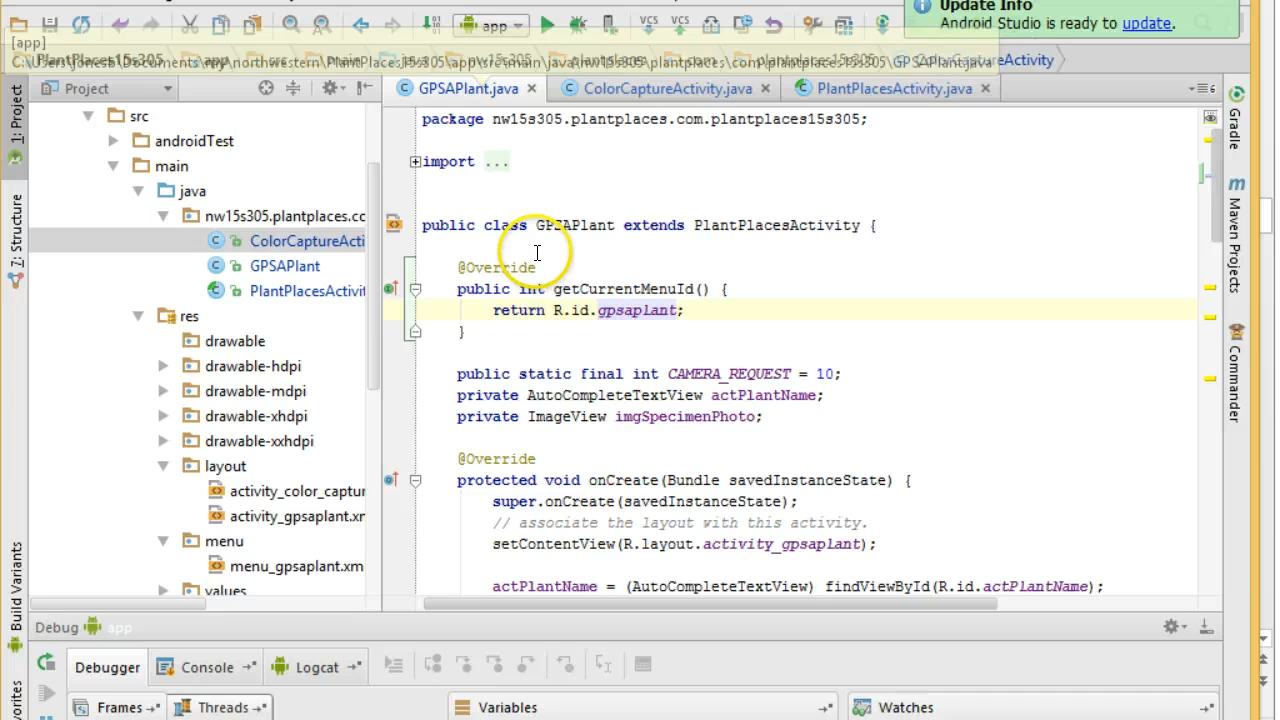 Update Info
Android Studio is ready to update.
app
[app]
GPSAPlant.java
ColorCaptureActivity.java
PlantPlacesActivity.java
Project
1: Project
7: Structure
Build Variants
Gradle
Maven Projects
Commander
src
androidTest
main
java
nw15s305.plantplaces.co
ColorCaptureActi
GPSAPlant
PlantPlacesActivit
res
drawable
drawable-hdpi
drawable-mdpi
drawable-xhdpi
drawable-xxhdpi
layout
activity_color_captur
activity_gpsaplant.xm
menu
menu_gpsaplant.xm
values
package nw15s305.plantplaces.com.plantplaces15s305;
import ...
public class GPSAPlant extends PlantPlacesActivity {
@Override
public int getCurrentMenuId() {
return R.id.gpsaplant;
}
public static final int CAMERA_REQUEST = 10;
private AutoCompleteTextView actPlantName;
private ImageView imgSpecimenPhoto;
@Override
protected void onCreate(Bundle savedInstanceState) {
super.onCreate(savedInstanceState);
// associate the layout with this activity.
setContentView(R.layout.activity_gpsaplant);
actPlantName = (AutoCompleteTextView) findViewById(R.id.actPlantName);
Debug app
Debugger Console Logcat
Frames Threads Variables Watches